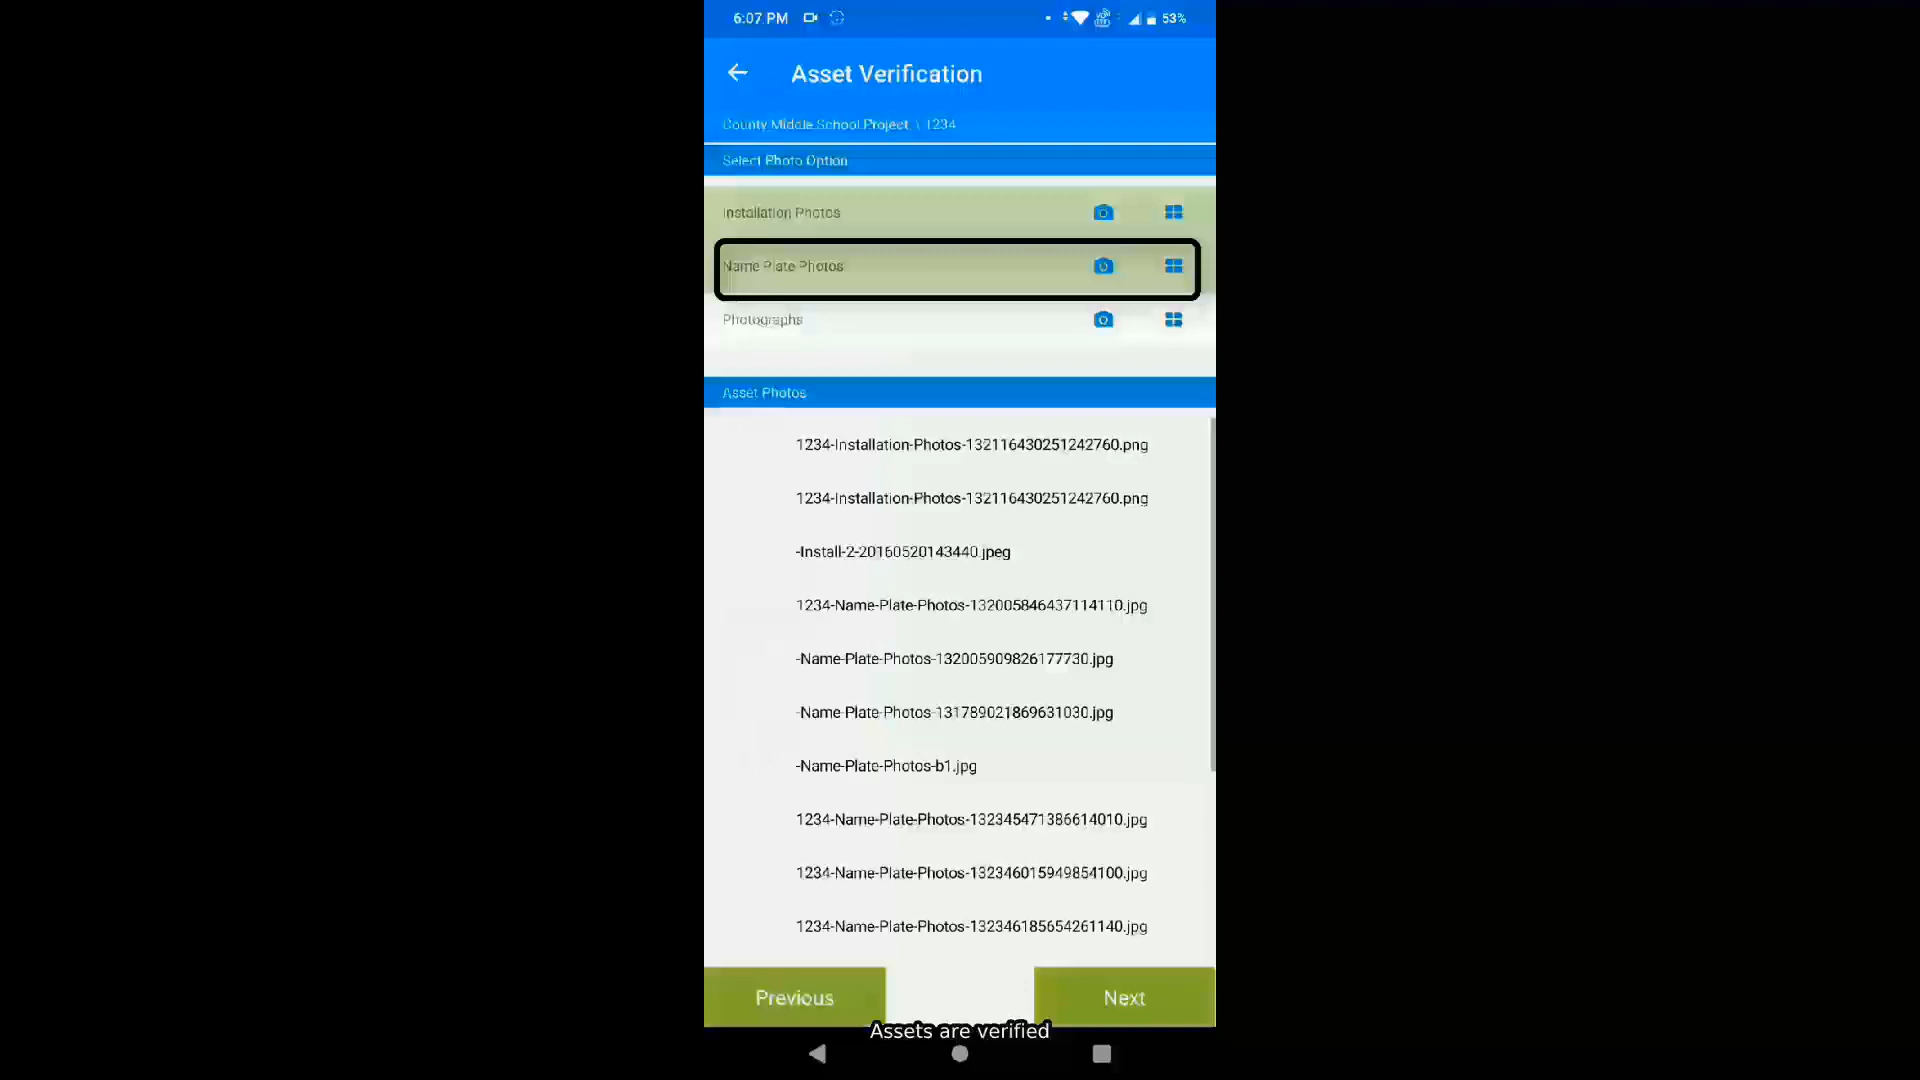 6:07 PM
53%
Asset Verification
County Middle School Project \ 1234
Select Photo Option
Installation Photos
Name Plate Photos
Photographs
Asset Photos
1234-Installation-Photos-132116430251242760.png
1234-Installation-Photos-132116430251242760.png
-Install-2-20160520143440.jpeg
1234-Name-Plate-Photos-132005846437114110.jpg
-Name-Plate-Photos-132005909826177730.jpg
-Name-Plate-Photos-131789021869631030.jpg
-Name-Plate-Photos-b1.jpg
1234-Name-Plate-Photos-132345471386614010.jpg
1234-Name-Plate-Photos-132346015949854100.jpg
1234-Name-Plate-Photos-132346185654261140.jpg
Previous
Next
Assets are verified